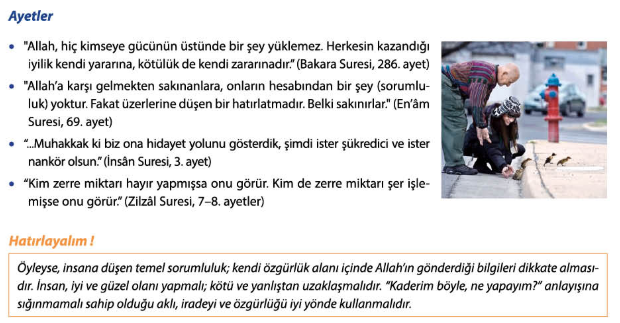 Ayetler
• "Allah, hiç kimseye gücünün üstünde bir şey yüklemez. Herkesin kazandığı
iyilik kendi yararına, kötülük de kendi zararınadır.” (Bakara Suresi, 286. ayet)
• "Allah’a karşı gelmekten sakınanlara, onların hesabından bir şey (sorumlu-
luk) yoktur. Fakat üzerlerine düşen bir hatırlatmadır. Belki sakınırlar." (En’âm
Suresi, 69. ayet)
• “...Muhakkak ki biz ona hidayet yolunu gösterdik, şimdi ister şükredici ve ister
nankör olsun.” (İnsân Suresi, 3. ayet)
• “Kim zerre miktarı hayır yapmışsa onu görür. Kim de zerre miktarı şer işle-
mişse onu görür.” (Zilzâl Suresi, 7–8. ayetler)
Hatırlayalım !
Öyleyse, insana düşen temel sorumluluk; kendi özgürlük alanı içinde Allah’ın gönderdiği bilgileri dikkate alması-
dır. İnsan, iyi ve güzel olanı yapmalı; kötü ve yanlıştan uzaklaşmalıdır. ”Kaderim böyle, ne yapayım?” anlayışına
sığınmamalı sahip olduğu aklı, iradeyi ve özgürlüğü iyi yönde kullanmalıdır.